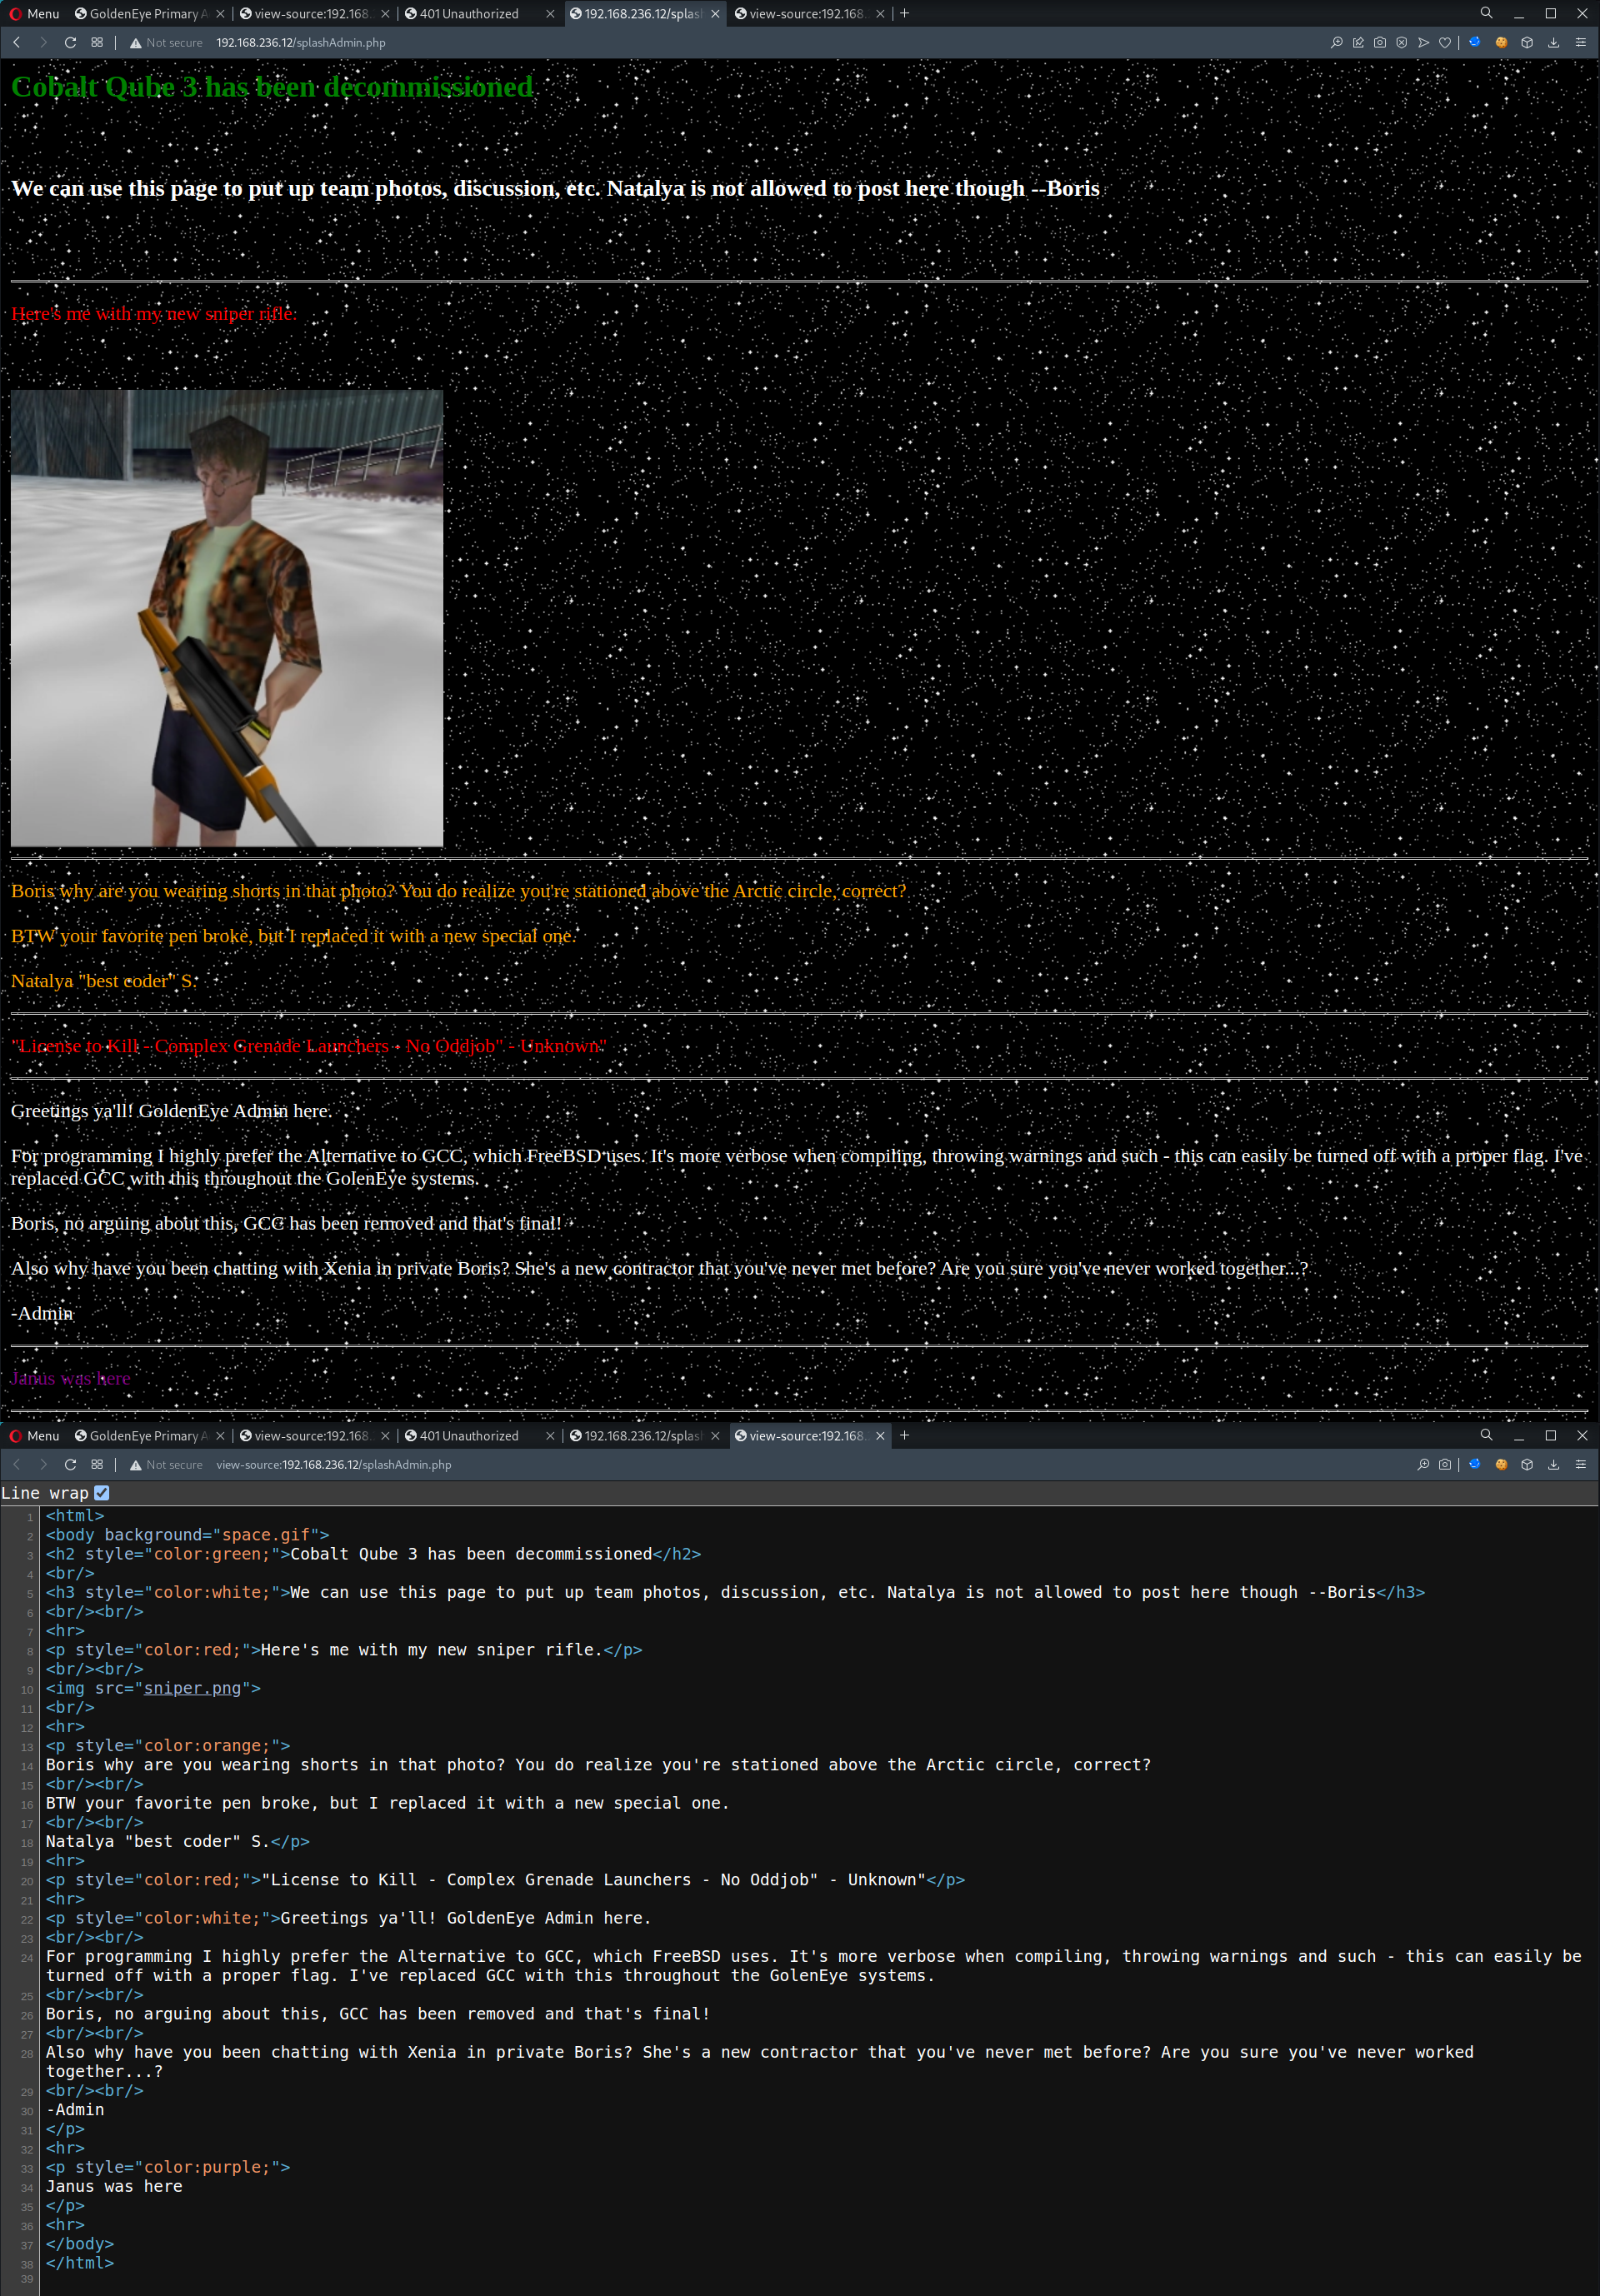 Menu GoldenEye Primary A view-source:192.168. 401 Unauthorized 192.168.236.12/splas view-source:192.168.
Not secure 192.168.236.12/splashAdmin.php
Cobalt Qube 3 has been decommissioned
We can use this page to put up team photos, discussion, etc. Natalya is not allowed to post here though --Boris
Here's me with my new sniper rifle.
Boris why are you wearing shorts in that photo? You do realize you're stationed above the Arctic circle, correct?
BTW your favorite pen broke, but I replaced it with a new special one.
Natalya "best coder" S.
"License to Kill - Complex Grenade Launchers - No Oddjob" - Unknown"
Greetings ya'll! GoldenEye Admin here.
For programming I highly prefer the Alternative to GCC, which FreeBSD uses. It's more verbose when compiling, throwing warnings and such - this can easily be turned off with a proper flag. I've
replaced GCC with this throughout the GolenEye systems.
Boris, no arguing about this, GCC has been removed and that's final!
Also why have you been chatting with Xenia in private Boris? She's a new contractor that you've never met before? Are you sure you've never worked together...?
-Admin
Janus was here
Menu GoldenEye Primary A view-source:192.168. 401 Unauthorized 192.168.236.12/splas view-source:192.168.
Not secure view-source:192.168.236.12/splashAdmin.php
Line wrap
1 <html>
2 <body background="space.gif">
3 <h2 style="color:green;">Cobalt Qube 3 has been decommissioned</h2>
4 <br/>
5 <h3 style="color:white;">We can use this page to put up team photos, discussion, etc. Natalya is not allowed to post here though --Boris</h3>
6 <br/><br/>
7 <hr>
8 <p style="color:red;">Here's me with my new sniper rifle.</p>
9 <br/><br/>
10 <img src="sniper.png">
11 <br/>
12 <hr>
13 <p style="color:orange;">
14 Boris why are you wearing shorts in that photo? You do realize you're stationed above the Arctic circle, correct?
15 <br/><br/>
16 BTW your favorite pen broke, but I replaced it with a new special one.
17 <br/><br/>
18 Natalya "best coder" S.</p>
19 <hr>
20 <p style="color:red;">"License to Kill - Complex Grenade Launchers - No Oddjob" - Unknown"</p>
21 <hr>
22 <p style="color:white;">Greetings ya'll! GoldenEye Admin here.
23 <br/><br/>
24 For programming I highly prefer the Alternative to GCC, which FreeBSD uses. It's more verbose when compiling, throwing warnings and such - this can easily be
turned off with a proper flag. I've replaced GCC with this throughout the GolenEye systems.
25 <br/><br/>
26 Boris, no arguing about this, GCC has been removed and that's final!
27 <br/><br/>
28 Also why have you been chatting with Xenia in private Boris? She's a new contractor that you've never met before? Are you sure you've never worked
together...?
29 <br/><br/>
30 -Admin
31 </p>
32 <hr>
33 <p style="color:purple;">
34 Janus was here
35 </p>
36 <hr>
37 </body>
38 </html>
39